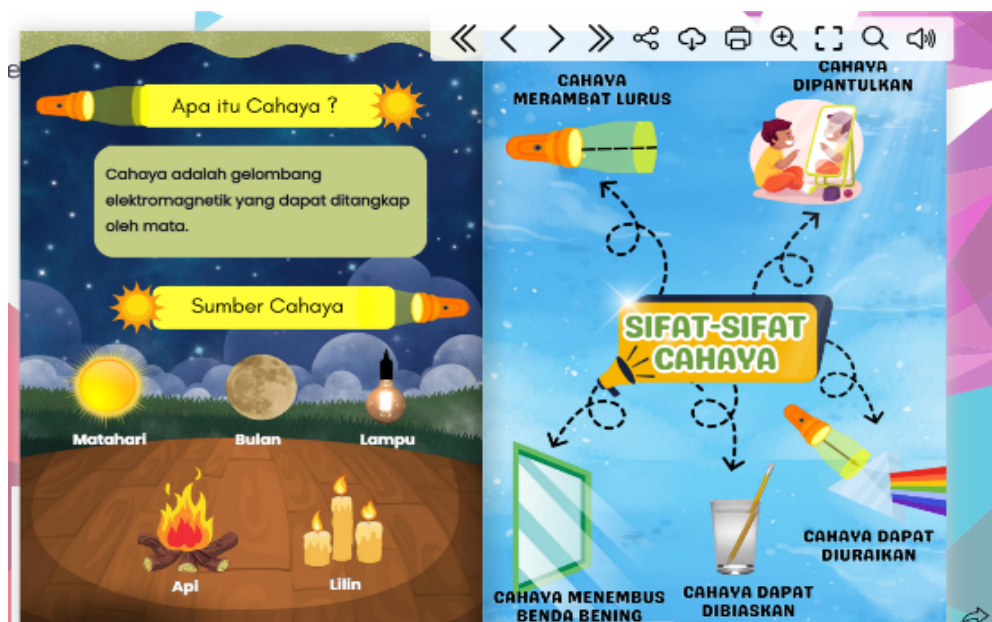 Apa itu Cahaya ?
Cahaya adalah gelombang
elektromagnetik yang dapat ditangkap
oleh mata.
Sumber Cahaya
Matahari
Bulan
Lampu
Api
Lilin
CAHAYA
MERAMBAT LURUS
CAHAYA
DIPANTULKAN
SIFAT-SIFAT
CAHAYA
CAHAYA DAPAT
DIURAIKAN
CAHAYA DAPAT
DIBIASKAN
CAHAYA MENEMBUS
BENDA BENING